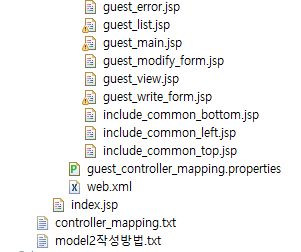 guest_error.jsp
guest_list.jsp
guest_main.jsp
guest_modify_form.jsp
guest_view.jsp
guest_write_form.jsp
include_common_bottom.jsp
include_common_left.jsp
include_common_top.jsp
guest_controller_mapping.properties
web.xml
index.jsp
controller_mapping.txt
model2작성방법.txt